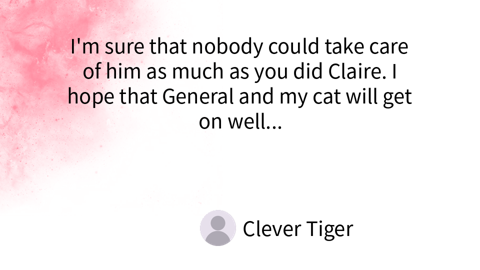 I'm sure that nobody could take care
of him as much as you did Claire. I
hope that General and my cat will get
on well...
Clever Tiger